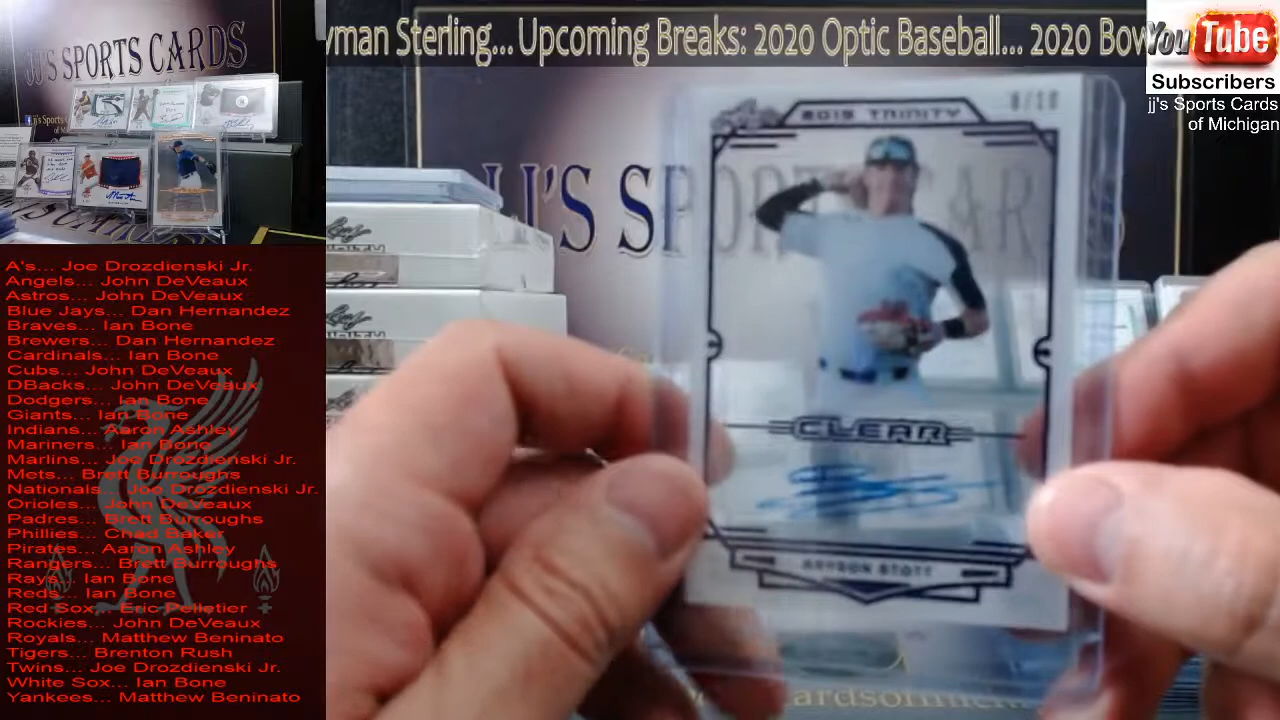 yman Sterling... Upcoming Breaks: 2020 Optic Baseball... 2020 Bow
You Tube
Subscribers
jj's Sports Cards
of Michigan
JJ'S SPORTS CARDS
JJ'S SPORTS CARDS
2019 TRINITY
8/10
CLEAR
BRYSON STOTT
A's... Joe Drozdienski Jr.
Angels... John DeVeaux
Astros... John DeVeaux
Blue Jays... Dan Hernandez
Braves... Ian Bone
Brewers... Dan Hernandez
Cardinals... Ian Bone
Cubs... John DeVeaux
DBacks... John DeVeaux
Dodgers... Ian Bone
Giants... Ian Bone
Indians... Aaron Ashley
Mariners... Ian Bone
Marlins... Joe Drozdienski Jr.
Mets... Brett Burroughs
Nationals... Joe Drozdienski Jr.
Orioles... John DeVeaux
Padres... Brett Burroughs
Phillies... Chad Baker
Pirates... Aaron Ashley
Rangers... Brett Burroughs
Rays... Ian Bone
Reds... Ian Bone
Red Sox... Eric Pelletier
Rockies... John DeVeaux
Royals... Matthew Beninato
Tigers... Brenton Rush
Twins... Joe Drozdienski Jr.
White Sox... Ian Bone
Yankees... Matthew Beninato